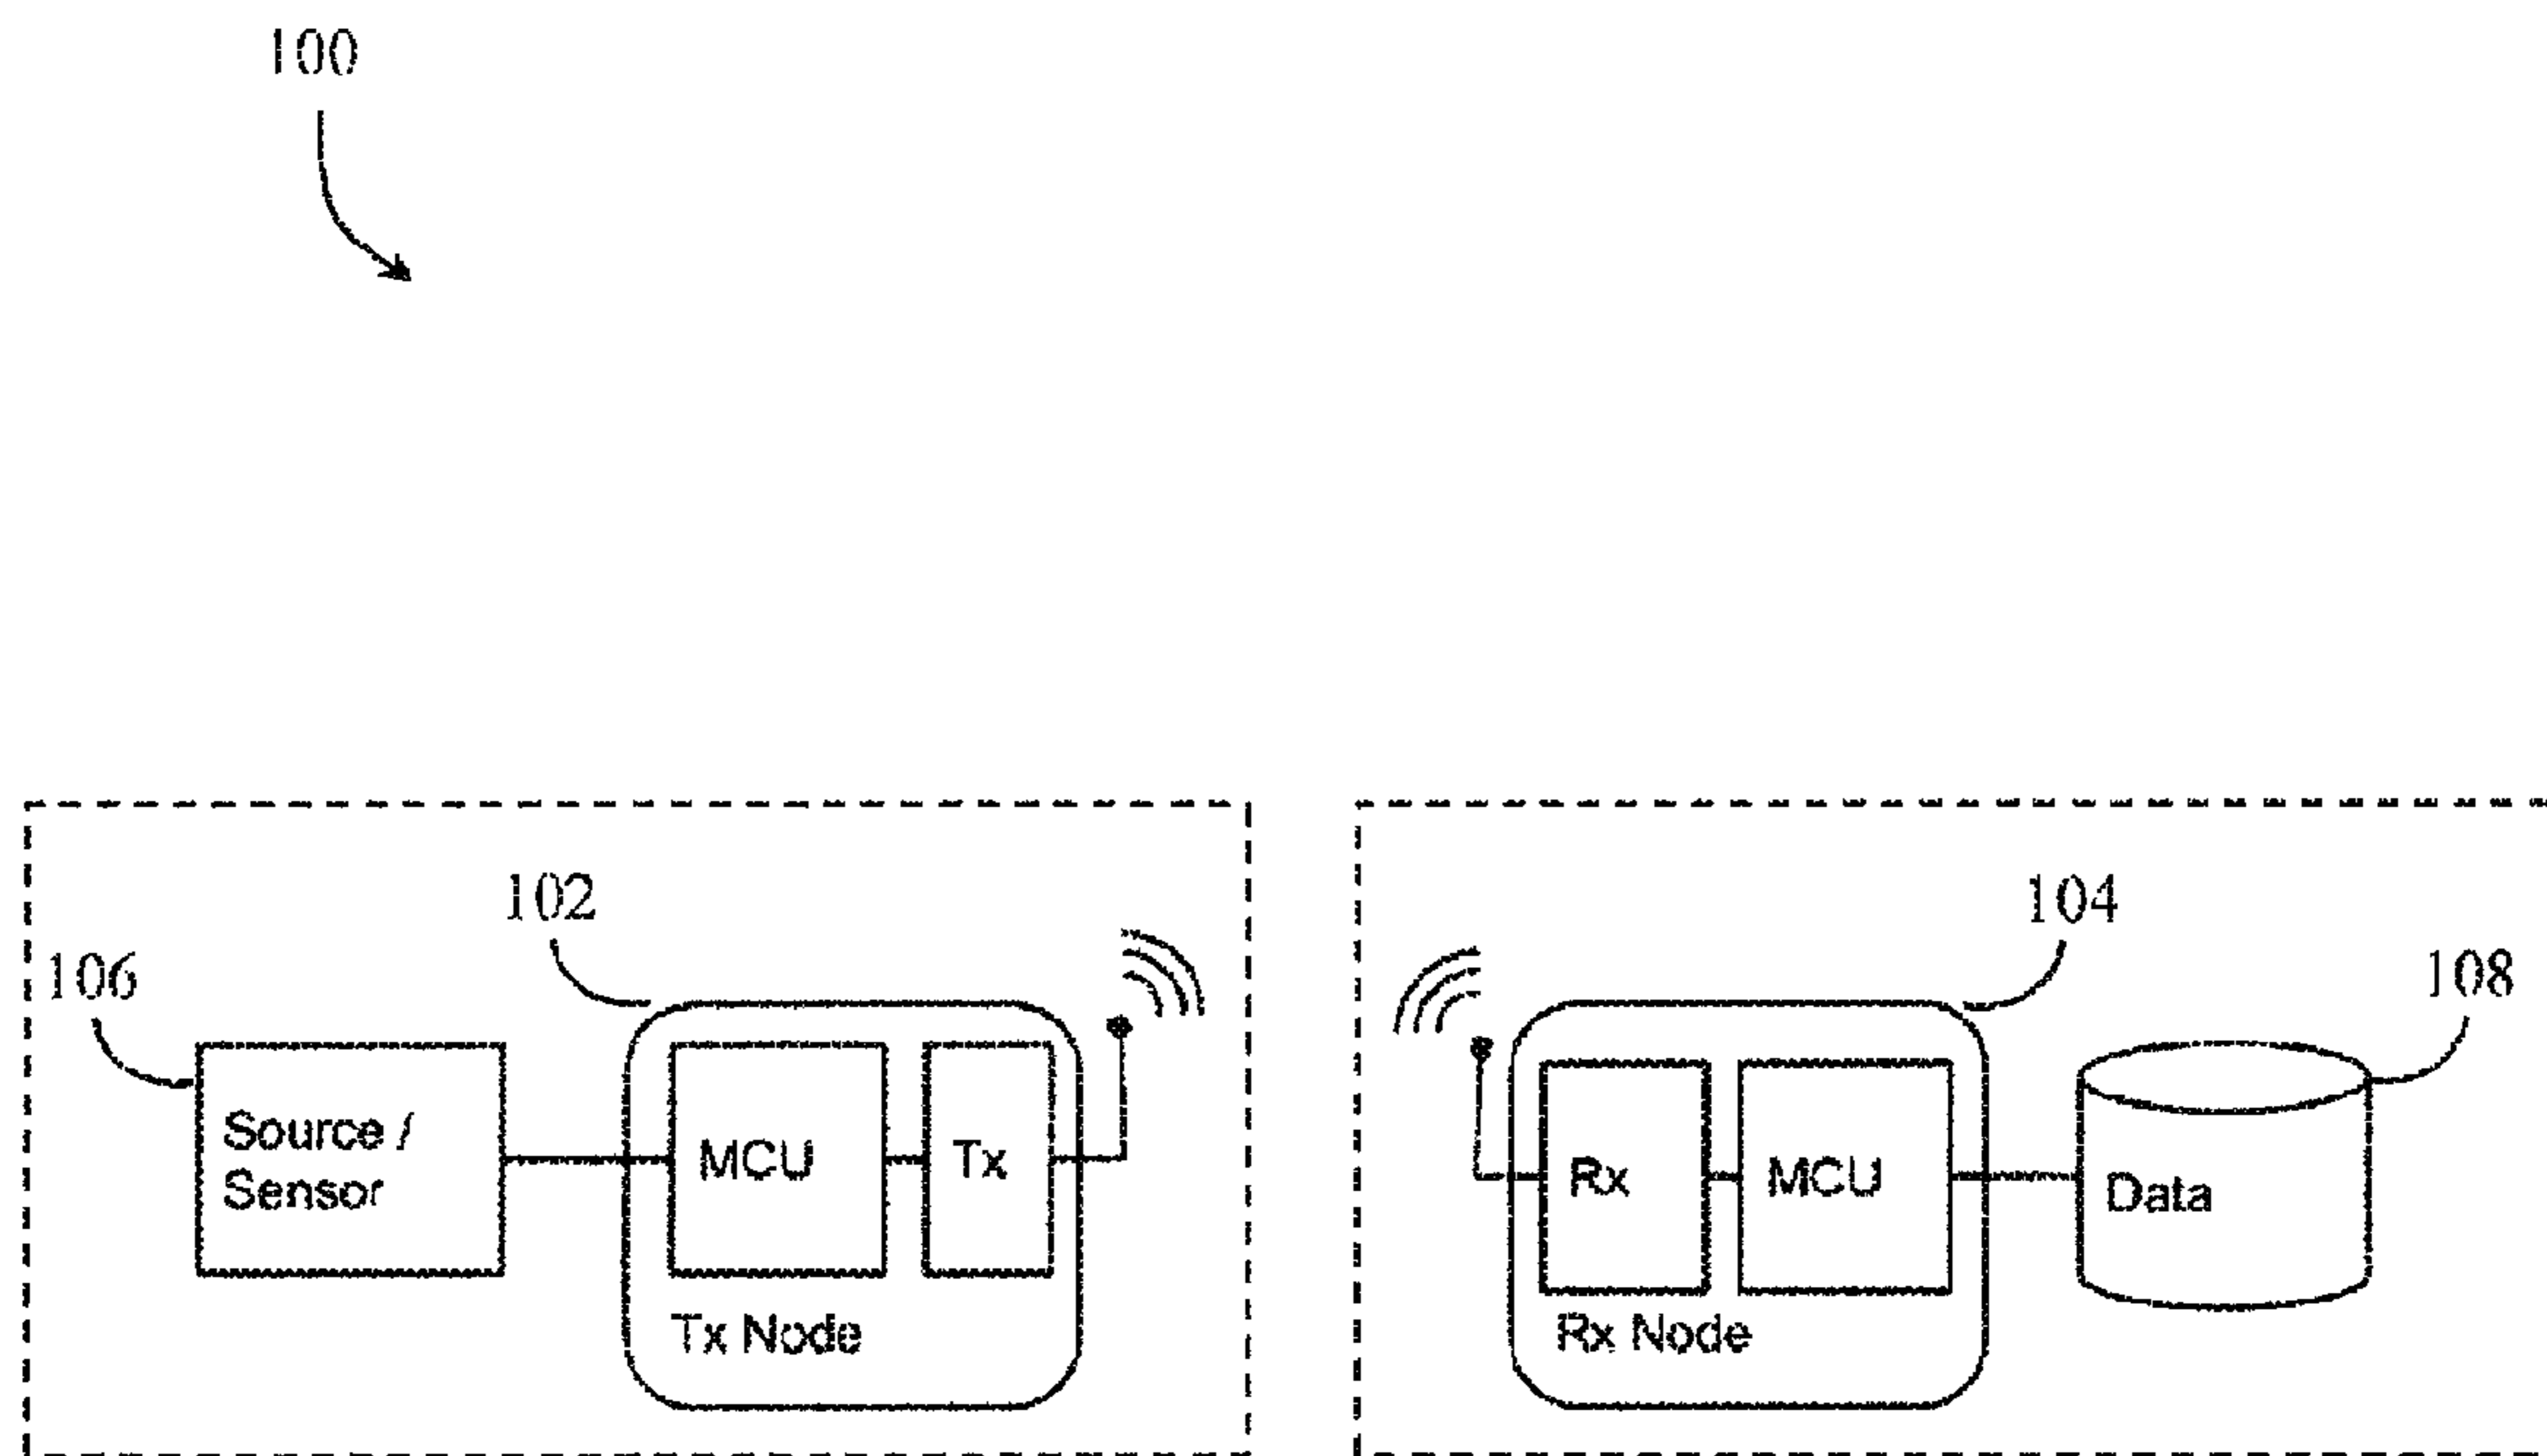 100
102
104
106
108
Source /
Sensor
MCU
Tx
Rx
MCU
Data
Tx Node
Rx Node